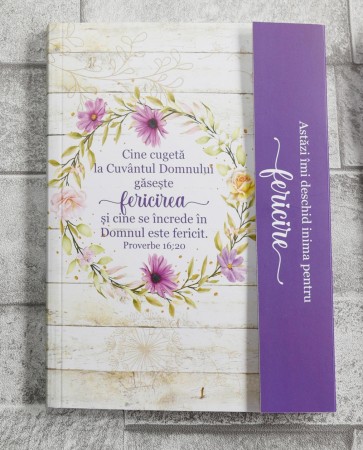 Cine cugetă
la Cuvântul Domnului
găsește
fericirea
și cine se încrede în
Domnul este fericit.
Proverbe 16:20
Astăzi îmi deschid inima pentru
fericire